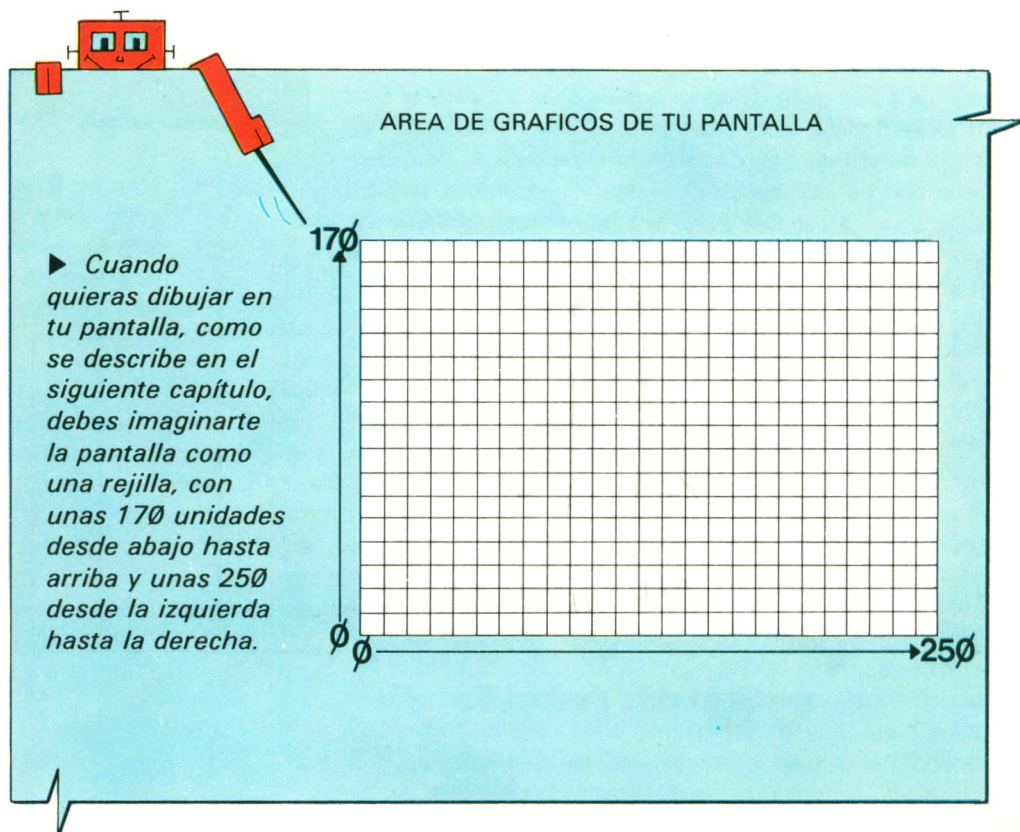 AREA DE GRAFICOS DE TU PANTALLA
17Ø
▶ Cuando
quieras dibujar en
tu pantalla, como
se describe en el
siguiente capítulo,
debes imaginarte
la pantalla como
una rejilla, con
unas 17Ø unidades
desde abajo hasta
arriba y unas 25Ø
desde la izquierda
hasta la derecha.
Ø
Ø
25Ø